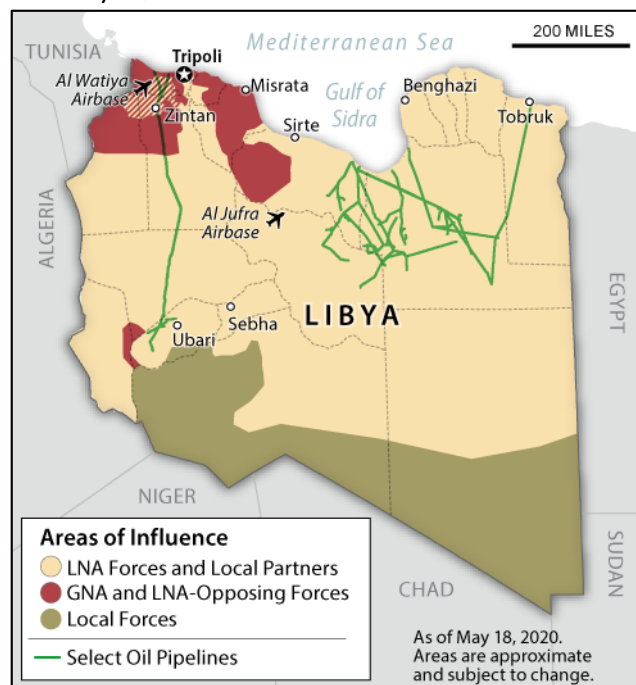 TUNISIA
Mediterranean Sea
200 MILES
Tripoli
Al Watiya
Airbase
Misrata
Gulf of
Sidra
Benghazi
Zintan
Sirte
Tobruk
Al Jufra
Airbase
ALGERIA
EGYPT
LIBYA
Sebha
Ubari
NIGER
CHAD
SUDAN
Areas of Influence
LNA Forces and Local Partners
GNA and LNA-Opposing Forces
Local Forces
Select Oil Pipelines
As of May 18, 2020.
Areas are approximate
and subject to change.